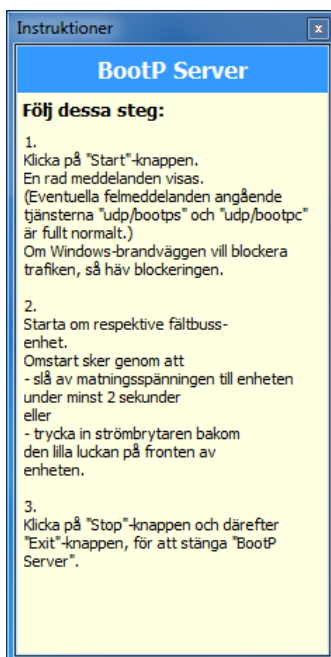 Instruktioner
BootP Server
Följ dessa steg:
1.
Klicka på "Start"-knappen.
En rad meddelanden visas.
(Eventuella felmeddelanden angående
tjänsterna "udp/bootps" och "udp/bootpc"
är fullt normalt.)
Om Windows-brandväggen vill blockera
trafiken, så häv blockeringen.
2.
Starta om respektive fältbuss-
enhet.
Omstart sker genom att
- slå av matningsspänningen till enheten
under minst 2 sekunder
eller
- trycka in strömbrytaren bakom
den lilla luckan på fronten av
enheten.
3.
Klicka på "Stop"-knappen och därefter
"Exit"-knappen, för att stänga "BootP
Server".